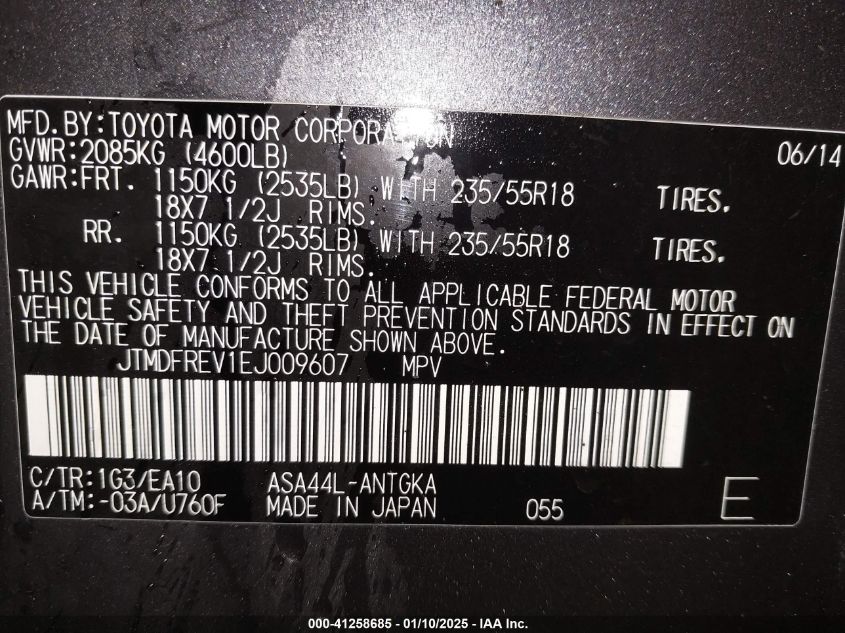 MFD.BY:TOYOTA MOTOR CORPORATION 06/14
GVWR:2085KG (4600LB)
GAWR:FRT. 1150KG (2535LB) WITH 235/55R18 TIRES.
18X7 1/2J RIMS.
RR. 1150KG (2535LB) WITH 235/55R18 TIRES.
18X7 1/2J RIMS.
THIS VEHICLE CONFORMS TO ALL APPLICABLE FEDERAL MOTOR
VEHICLE SAFETY AND THEFT PREVENTION STANDARDS IN EFFECT ON
THE DATE OF MANUFACTURE SHOWN ABOVE.
JTMDFREV1EJ009607 MPV
C/TR:1G3/EA10 ASA44L-ANTGKA
A/TM:-03A/U760F MADE IN JAPAN 055 E
000-41258685 - 01/10/2025 - IAA Inc.